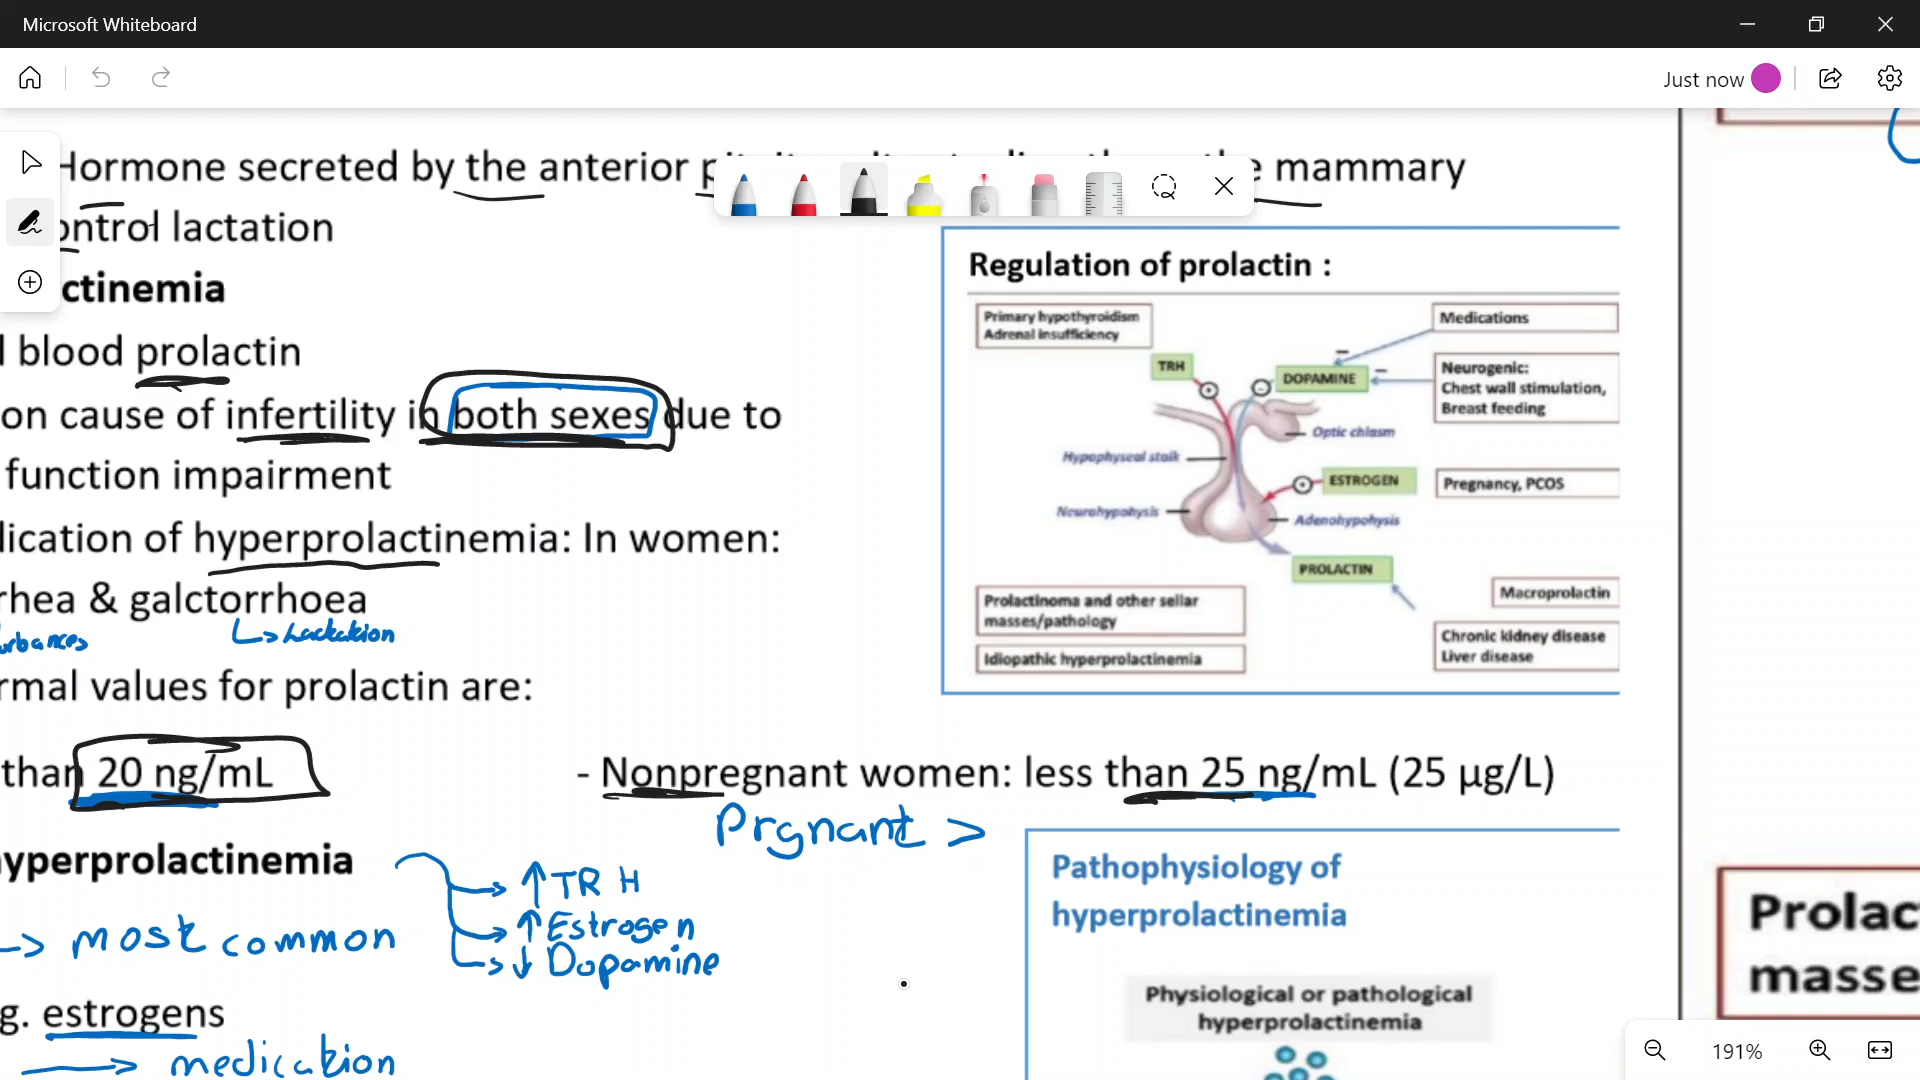 Microsoft Whiteboard
Just now
Hormone secreted by the anterior mammary
ontrol lactation
ctinemia
blood prolactin
on cause of infertility in both sexes due to
function impairment
lication of hyperprolactinemia: In women:
rhea & galctorrhoea
urbances
Lactation
rmal values for prolactin are:
than 20 ng/mL
- Nonpregnant women: less than 25 ng/mL (25 µg/L)
Prgnant >
Regulation of prolactin :
Primary hypothyroidism
Adrenal insufficiency
TRH
DOPAMINE
Medications
Neurogenic:
Chest wall stimulation,
Breast feeding
Optic chiasm
Hypophyseal stalk
ESTROGEN
Pregnancy, PCOS
Neurohypohysis
Adenohypohysis
PROLACTIN
Macroprolactin
Prolactinoma and other sellar
masses/pathology
Idiopathic hyperprolactinemia
Chronic kidney disease
Liver disease
yperprolactinemia
↑ TRH
↑ Estrogen
↓ Dopamine
→ most common
g. estrogens
→ medication
Pathophysiology of
hyperprolactinemia
Physiological or pathological
hyperprolactinemia
Prolac
masse
191%